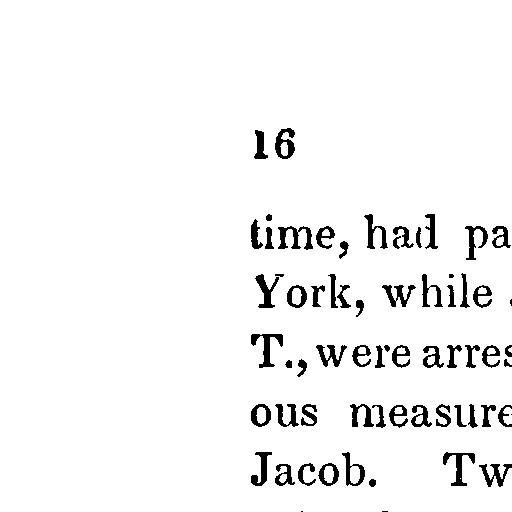 16
time, had pa
York, while
T., were arres
ous measure
Jacob. Tw